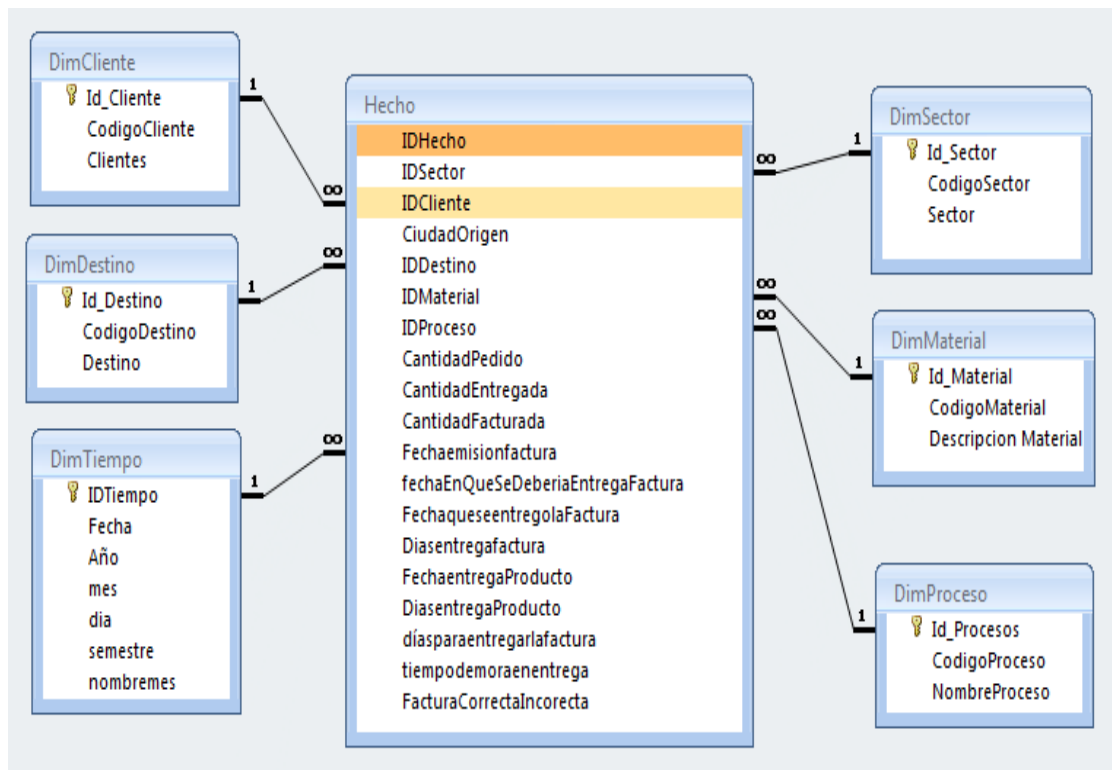 DimCliente
Id_Cliente
CodigoCliente
Clientes
1
∞
DimDestino
Id_Destino
CodigoDestino
Destino
1
∞
DimTiempo
IDTiempo
Fecha
Año
mes
dia
semestre
nombremes
1
∞
Hecho
IDHecho
IDSector
IDCliente
CiudadOrigen
IDDestino
IDMaterial
IDProceso
CantidadPedido
CantidadEntregada
CantidadFacturada
Fechaemisionfactura
fechaEnQueSeDeberiaEntregaFactura
FechaqueseentregolaFactura
Diasentregafactura
FechaentregaProducto
DiasentregaProducto
díasparaentregarlafactura
tiempodemoraenentrega
FacturaCorrectaIncorecta
∞
1
DimSector
Id_Sector
CodigoSector
Sector
∞
1
DimMaterial
Id_Material
CodigoMaterial
Descripcion Material
∞
1
DimProceso
Id_Procesos
CodigoProceso
NombreProceso